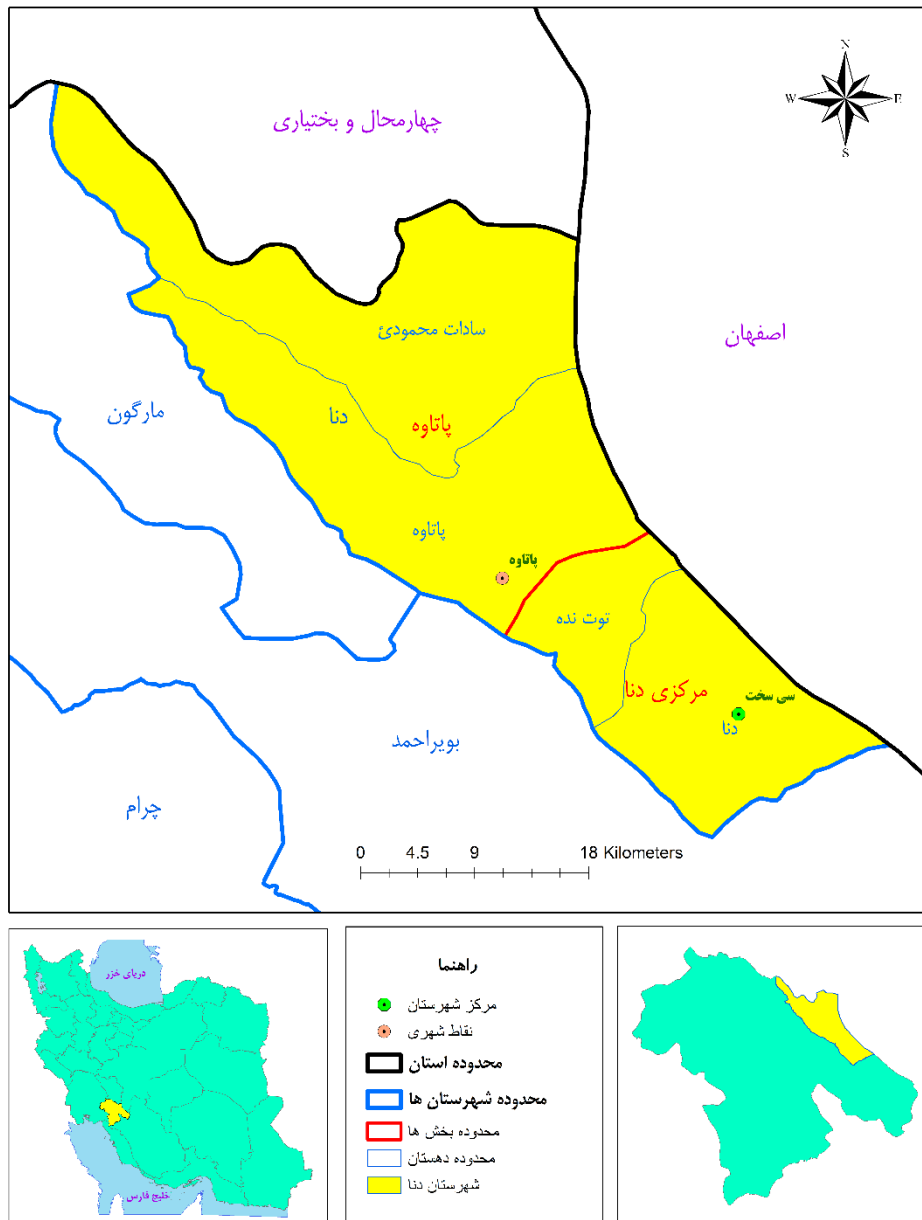 N
W
E
S
چهارمحال و بختیاری
اصفهان
سادات محمودئ
مارگون
دنا
پاتاوه
پاتاوه
پاتاوه
توت نده
مرکزی دنا
سی سخت
دنا
بویراحمد
چرام
0 4.5 9 18 Kilometers
دریای خزر
خلیج فارس
راهنما
مرکز شهرستان
نقاط شهری
محدوده استان
محدوده شهرستان ها
محدوده بخش ها
محدوده دهستان
شهرستان دنا